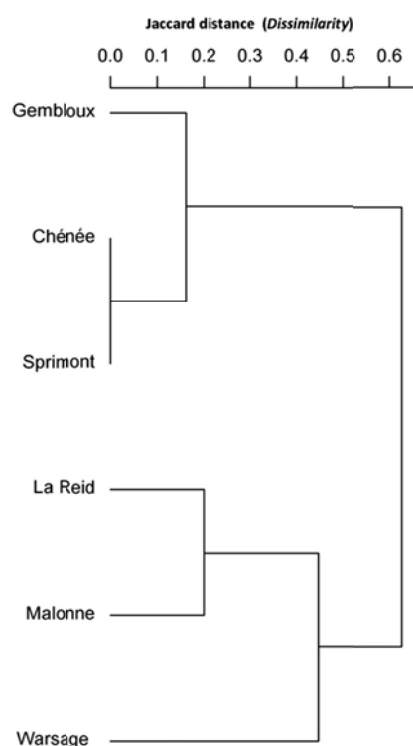 Jaccard distance (Dissimilarity)
0.0 0.1 0.2 0.3 0.4 0.5 0.6
Gembloux
Chénée
Sprimont
La Reid
Malonne
Warsage